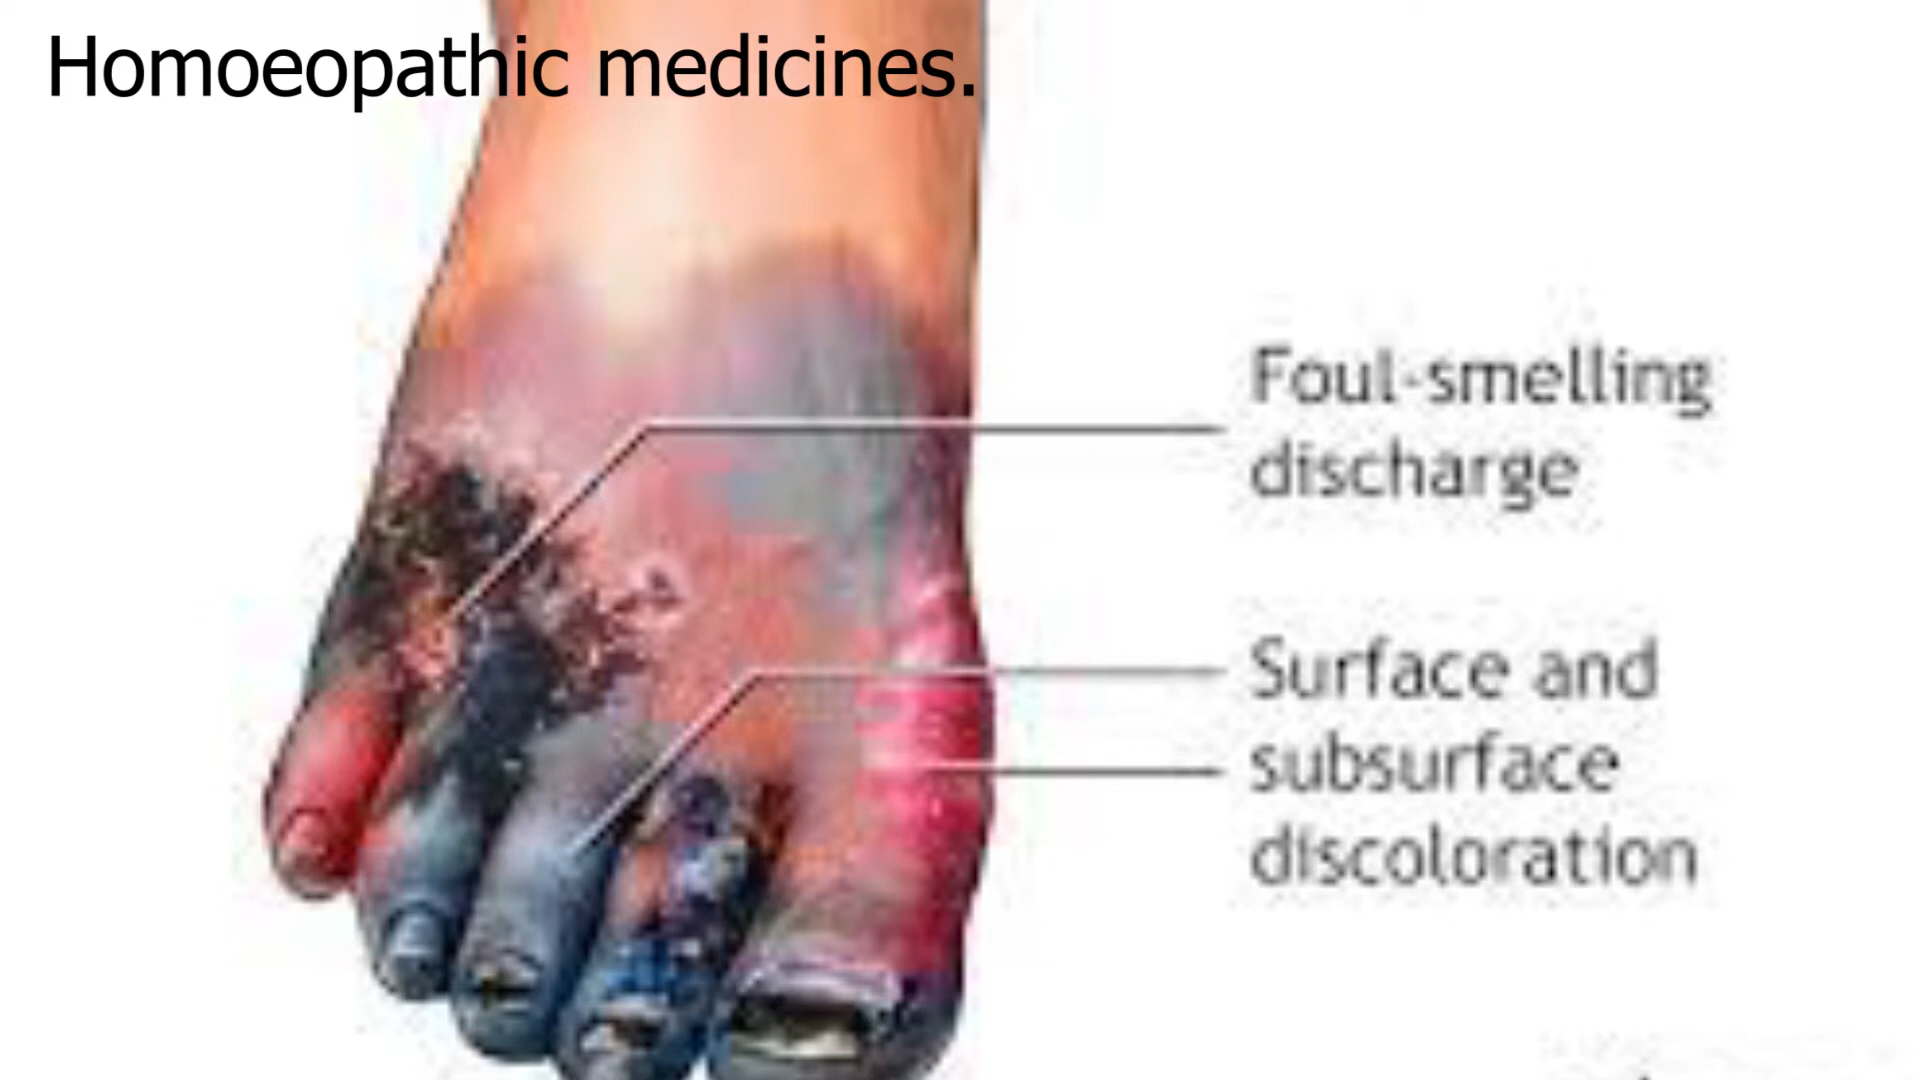 Homoeopathic medicines.
Foul-smelling
discharge
Surface and
subsurface
discoloration